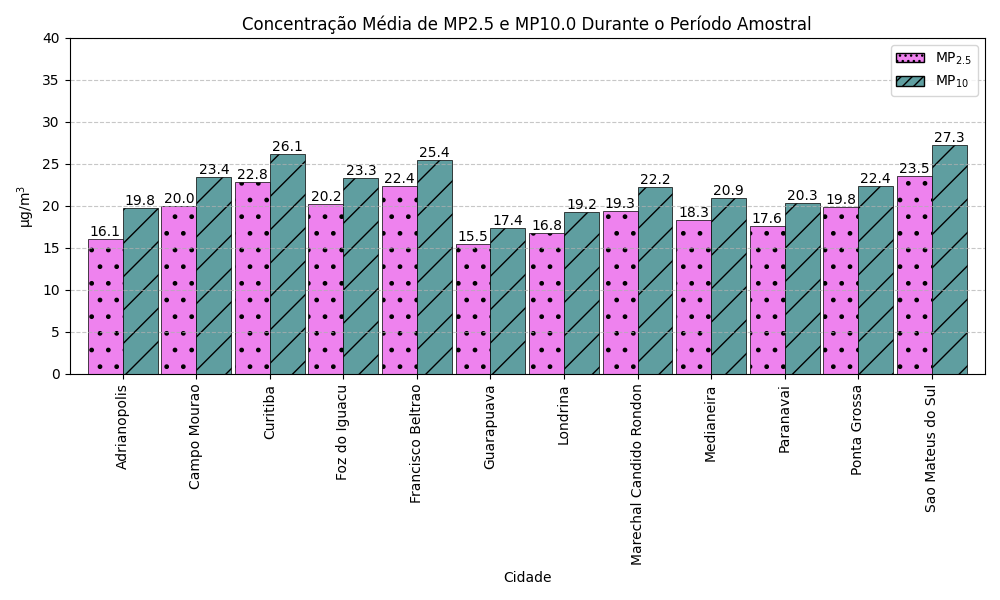 Concentração Média de MP2.5 e MP10.0 Durante o Período Amostral
40
35
30
25
20
15
10
5
0
µg/m³
MP₂.₅
MP₁₀
16.1
19.8
20.0
23.4
22.8
26.1
20.2
23.3
22.4
25.4
15.5
17.4
16.8
19.2
19.3
22.2
18.3
20.9
17.6
20.3
19.8
22.4
23.5
27.3
Adrianopolis
Campo Mourao
Curitiba
Foz do Iguacu
Francisco Beltrao
Guarapuava
Londrina
Marechal Candido Rondon
Medianeira
Paranavai
Ponta Grossa
Sao Mateus do Sul
Cidade